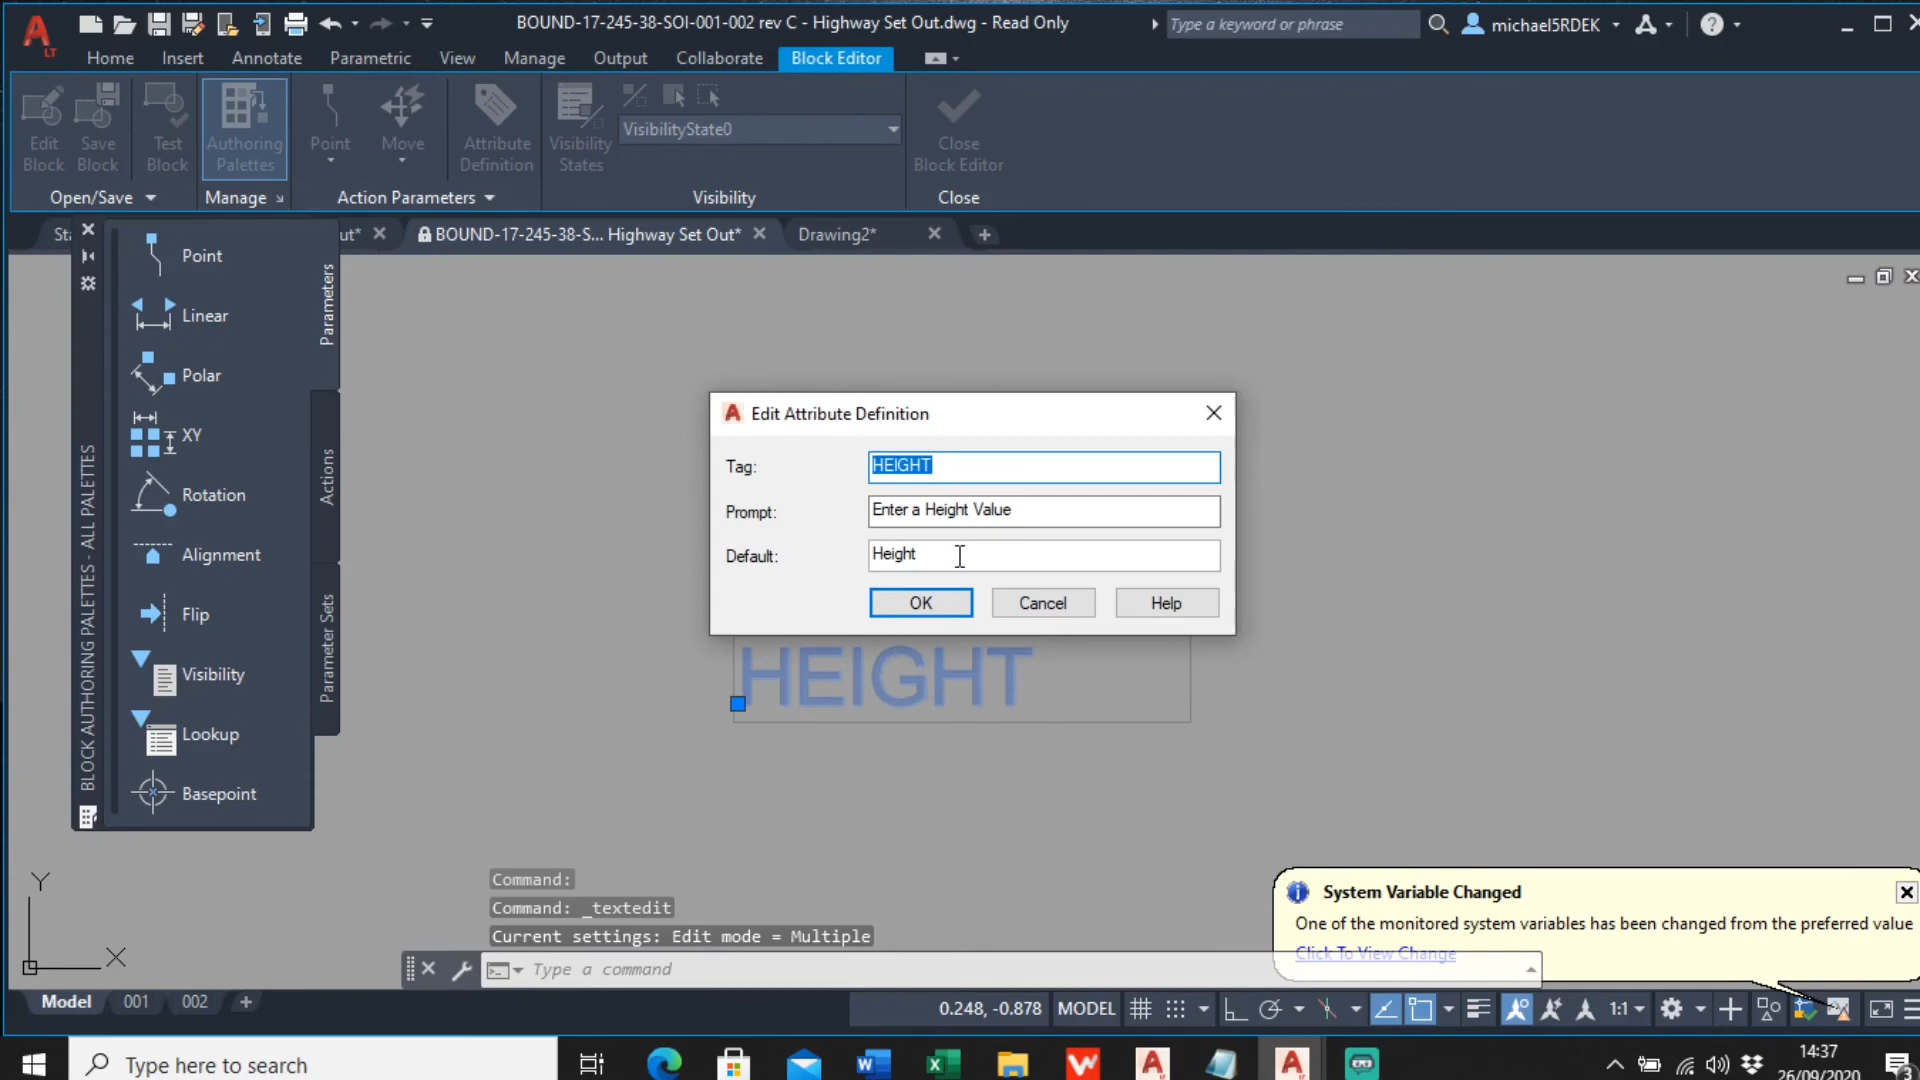 BOUND-17-245-38-SOI-001-002 rev C - Highway Set Out.dwg - Read Only
Type a keyword or phrase
michael5RDEK
LT
Home
Insert
Annotate
Parametric
View
Manage
Output
Collaborate
Block Editor
Edit Block
Save Block
Test Block
Authoring Palettes
Point
Move
Attribute Definition
Visibility States
VisibilityState0
Close Block Editor
Open/Save
Manage
Action Parameters
Visibility
Close
Sta
ut*
BOUND-17-245-38-S... Highway Set Out*
Drawing2*
Point
Linear
Polar
XY
Rotation
Alignment
Flip
Visibility
Lookup
Basepoint
Parameters
Actions
Parameter Sets
BLOCK AUTHORING PALETTES - ALL PALETTES
Edit Attribute Definition
Tag:
HEIGHT
Prompt:
Enter a Height Value
Default:
Height
OK
Cancel
Help
HEIGHT
Y
X
Command:
Command: _textedit
Current settings: Edit mode = Multiple
Type a command
System Variable Changed
One of the monitored system variables has been changed from the preferred value
Click To View Change
Model
001
002
0.248, -0.878
MODEL
1:1
Type here to search
14:37
26/09/2020
3